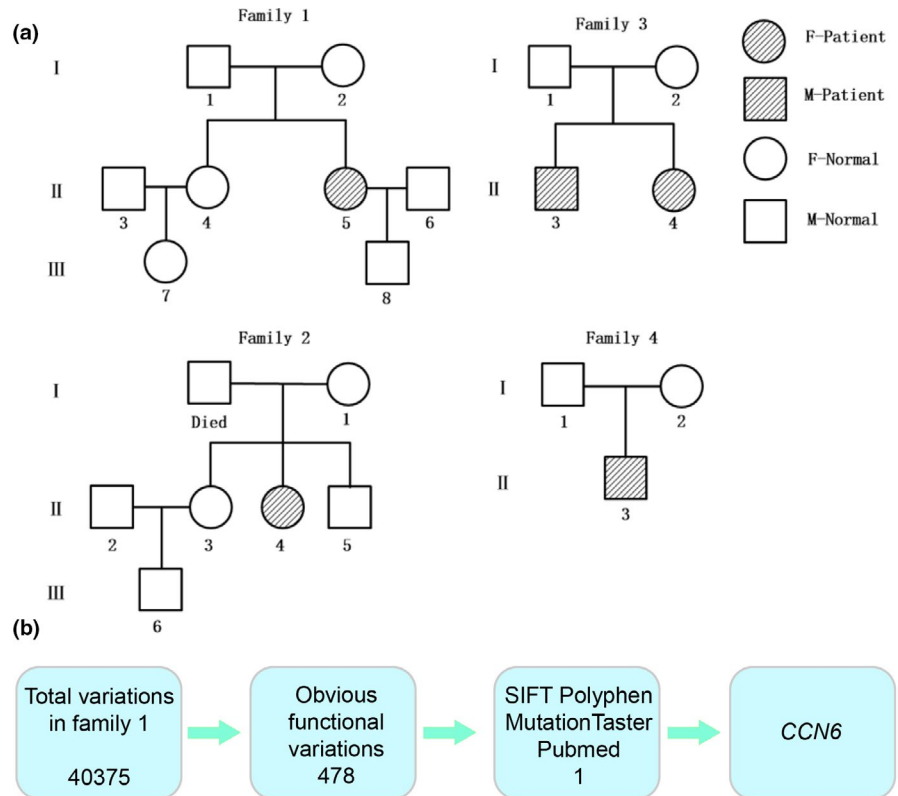 (a)
Family 1
I
1
2
II
3
4
5
6
III
7
8
Family 3
I
1
2
II
3
4
F-Patient
M-Patient
F-Normal
M-Normal
Family 2
I
Died
1
II
2
3
4
5
III
6
Family 4
I
1
2
II
3
(b)
Total variations
in family 1
40375
Obvious
functional
variations
478
SIFT Polyphen
MutationTaster
Pubmed
1
CCN6